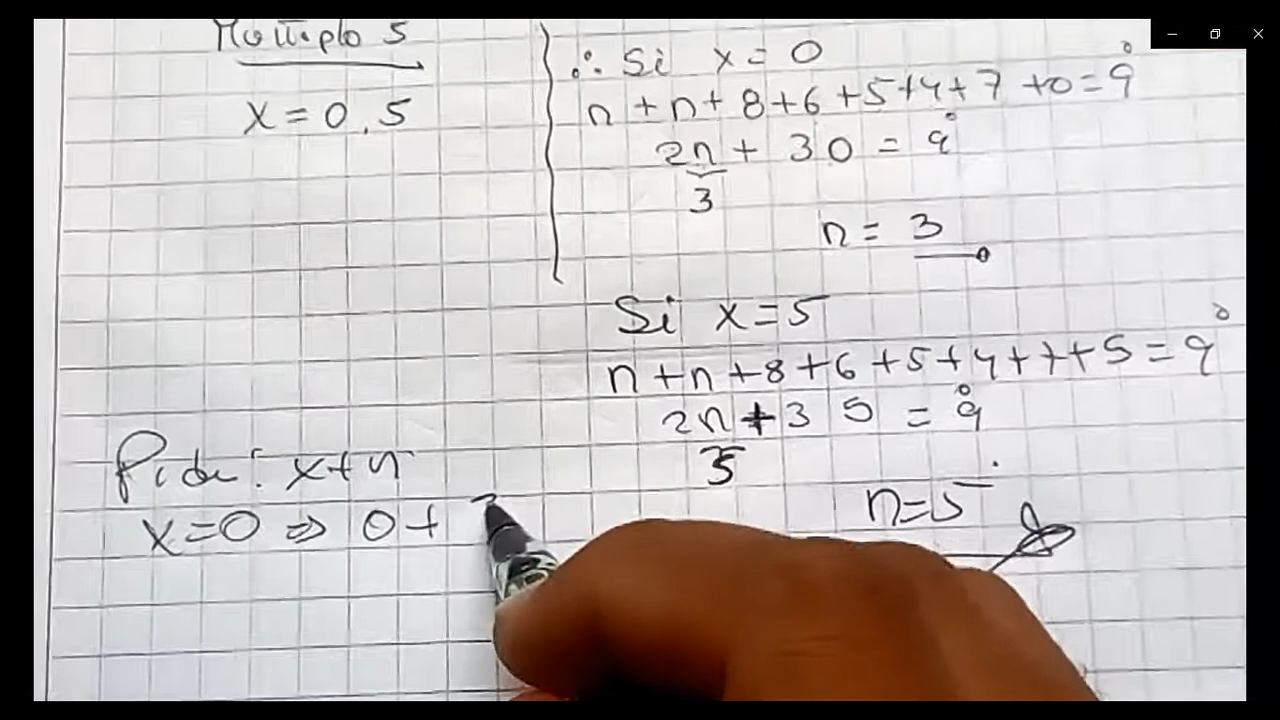 Multiplo 5
x = 0, 5
∴ Si x = 0
n + n + 8 + 6 + 5 + 4 + 7 + 0 = 9°
2n + 30 = 9°
3
n = 3
Si x = 5
n + n + 8 + 6 + 5 + 4 + 7 + 5 = 9°
2n + 35 = 9°
5
n = 5
Piden: x + n
x = 0 ⇒ 0 +